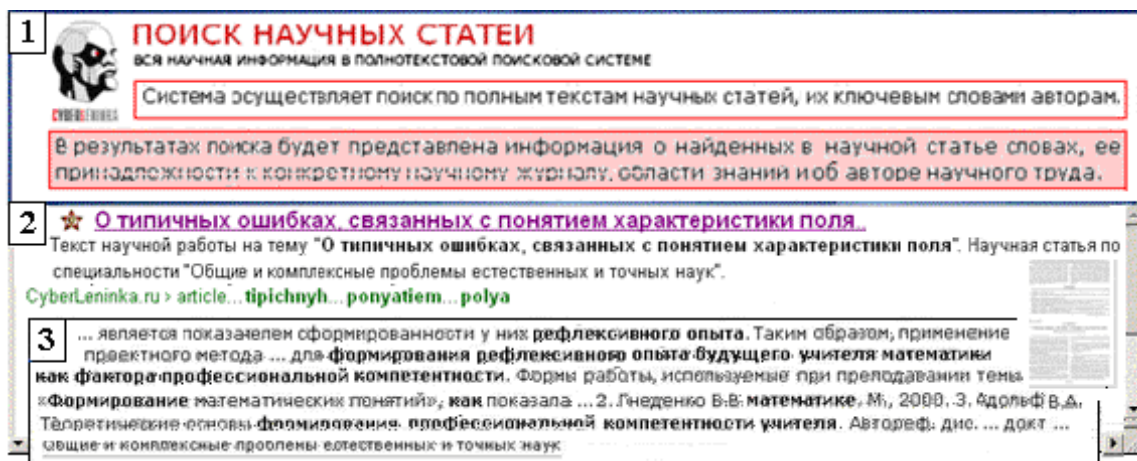 1
ПОИСК НАУЧНЫХ СТАТЕЙ
ВСЯ НАУЧНАЯ ИНФОРМАЦИЯ В ПОЛНОТЕКСТОВОЙ ПОИСКОВОЙ СИСТЕМЕ
CYBERLENINKA
Система осуществляет поиск по полным текстам научных статей, их ключевым словами авторам.
В результатах поиска будет представлена информация о найденных в научной статье словах, ее
принадлежности к конкретному научному журналу, области знаний и об авторе научного труда.
2
О типичных ошибках, связанных с понятием характеристики поля..
Текст научной работы на тему "О типичных ошибках, связанных с понятием характеристики поля". Научная статья по
специальности "Общие и комплексные проблемы естественных и точных наук".
CyberLeninka.ru › article...tipichnyh...ponyatiem...polya
3
... является показателем сформированности у них рефлексивного опыта. Таким образом, применение
проектного метода ... для формирования рефлексивного опыта будущего учителя математики
как фактора профессиональной компетентности. Формы работы, используемые при преподавании темы
«Формирование математических понятий», как показала ... 2. Гнеденко В.В. математике. М., 2000. 3. Адольф В.А.
Теоретические основы формирования профессиональной компетентности учителя. Автореф. дис. ... докт ...
Общие и комплексные проблемы естественных и точных наук